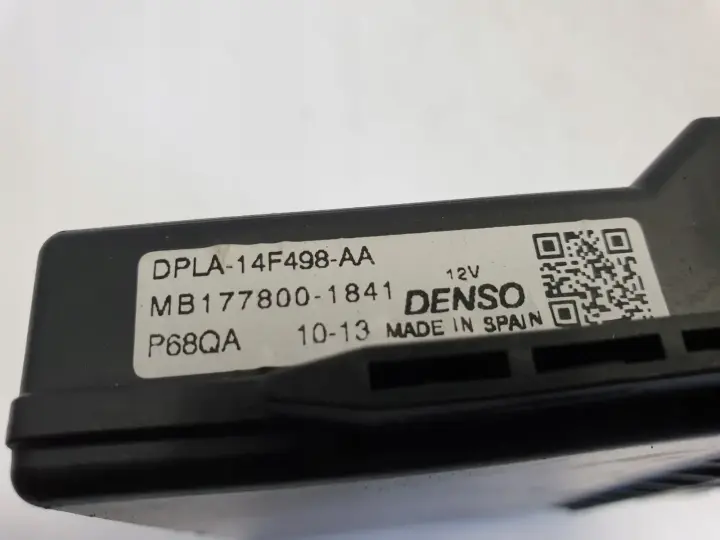 DPLA-14F498-AA
MB177800-1841
P68QA 10-13
12V
DENSO
MADE IN SPAIN